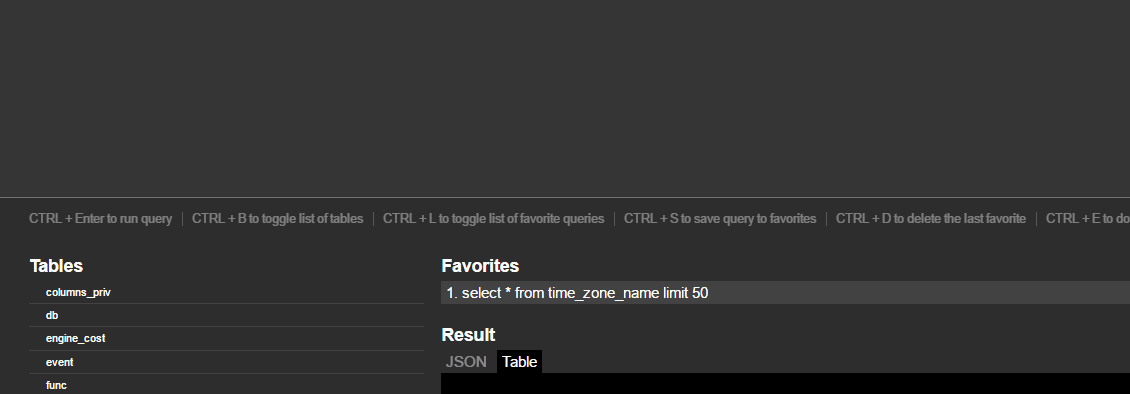 CTRL + Enter to run query CTRL + B to toggle list of tables CTRL + L to toggle list of favorite queries CTRL + S to save query to favorites CTRL + D to delete the last favorite CTRL + E to do
Tables
columns_priv
db
engine_cost
event
func
Favorites
1. select * from time_zone_name limit 50
Result
JSON Table